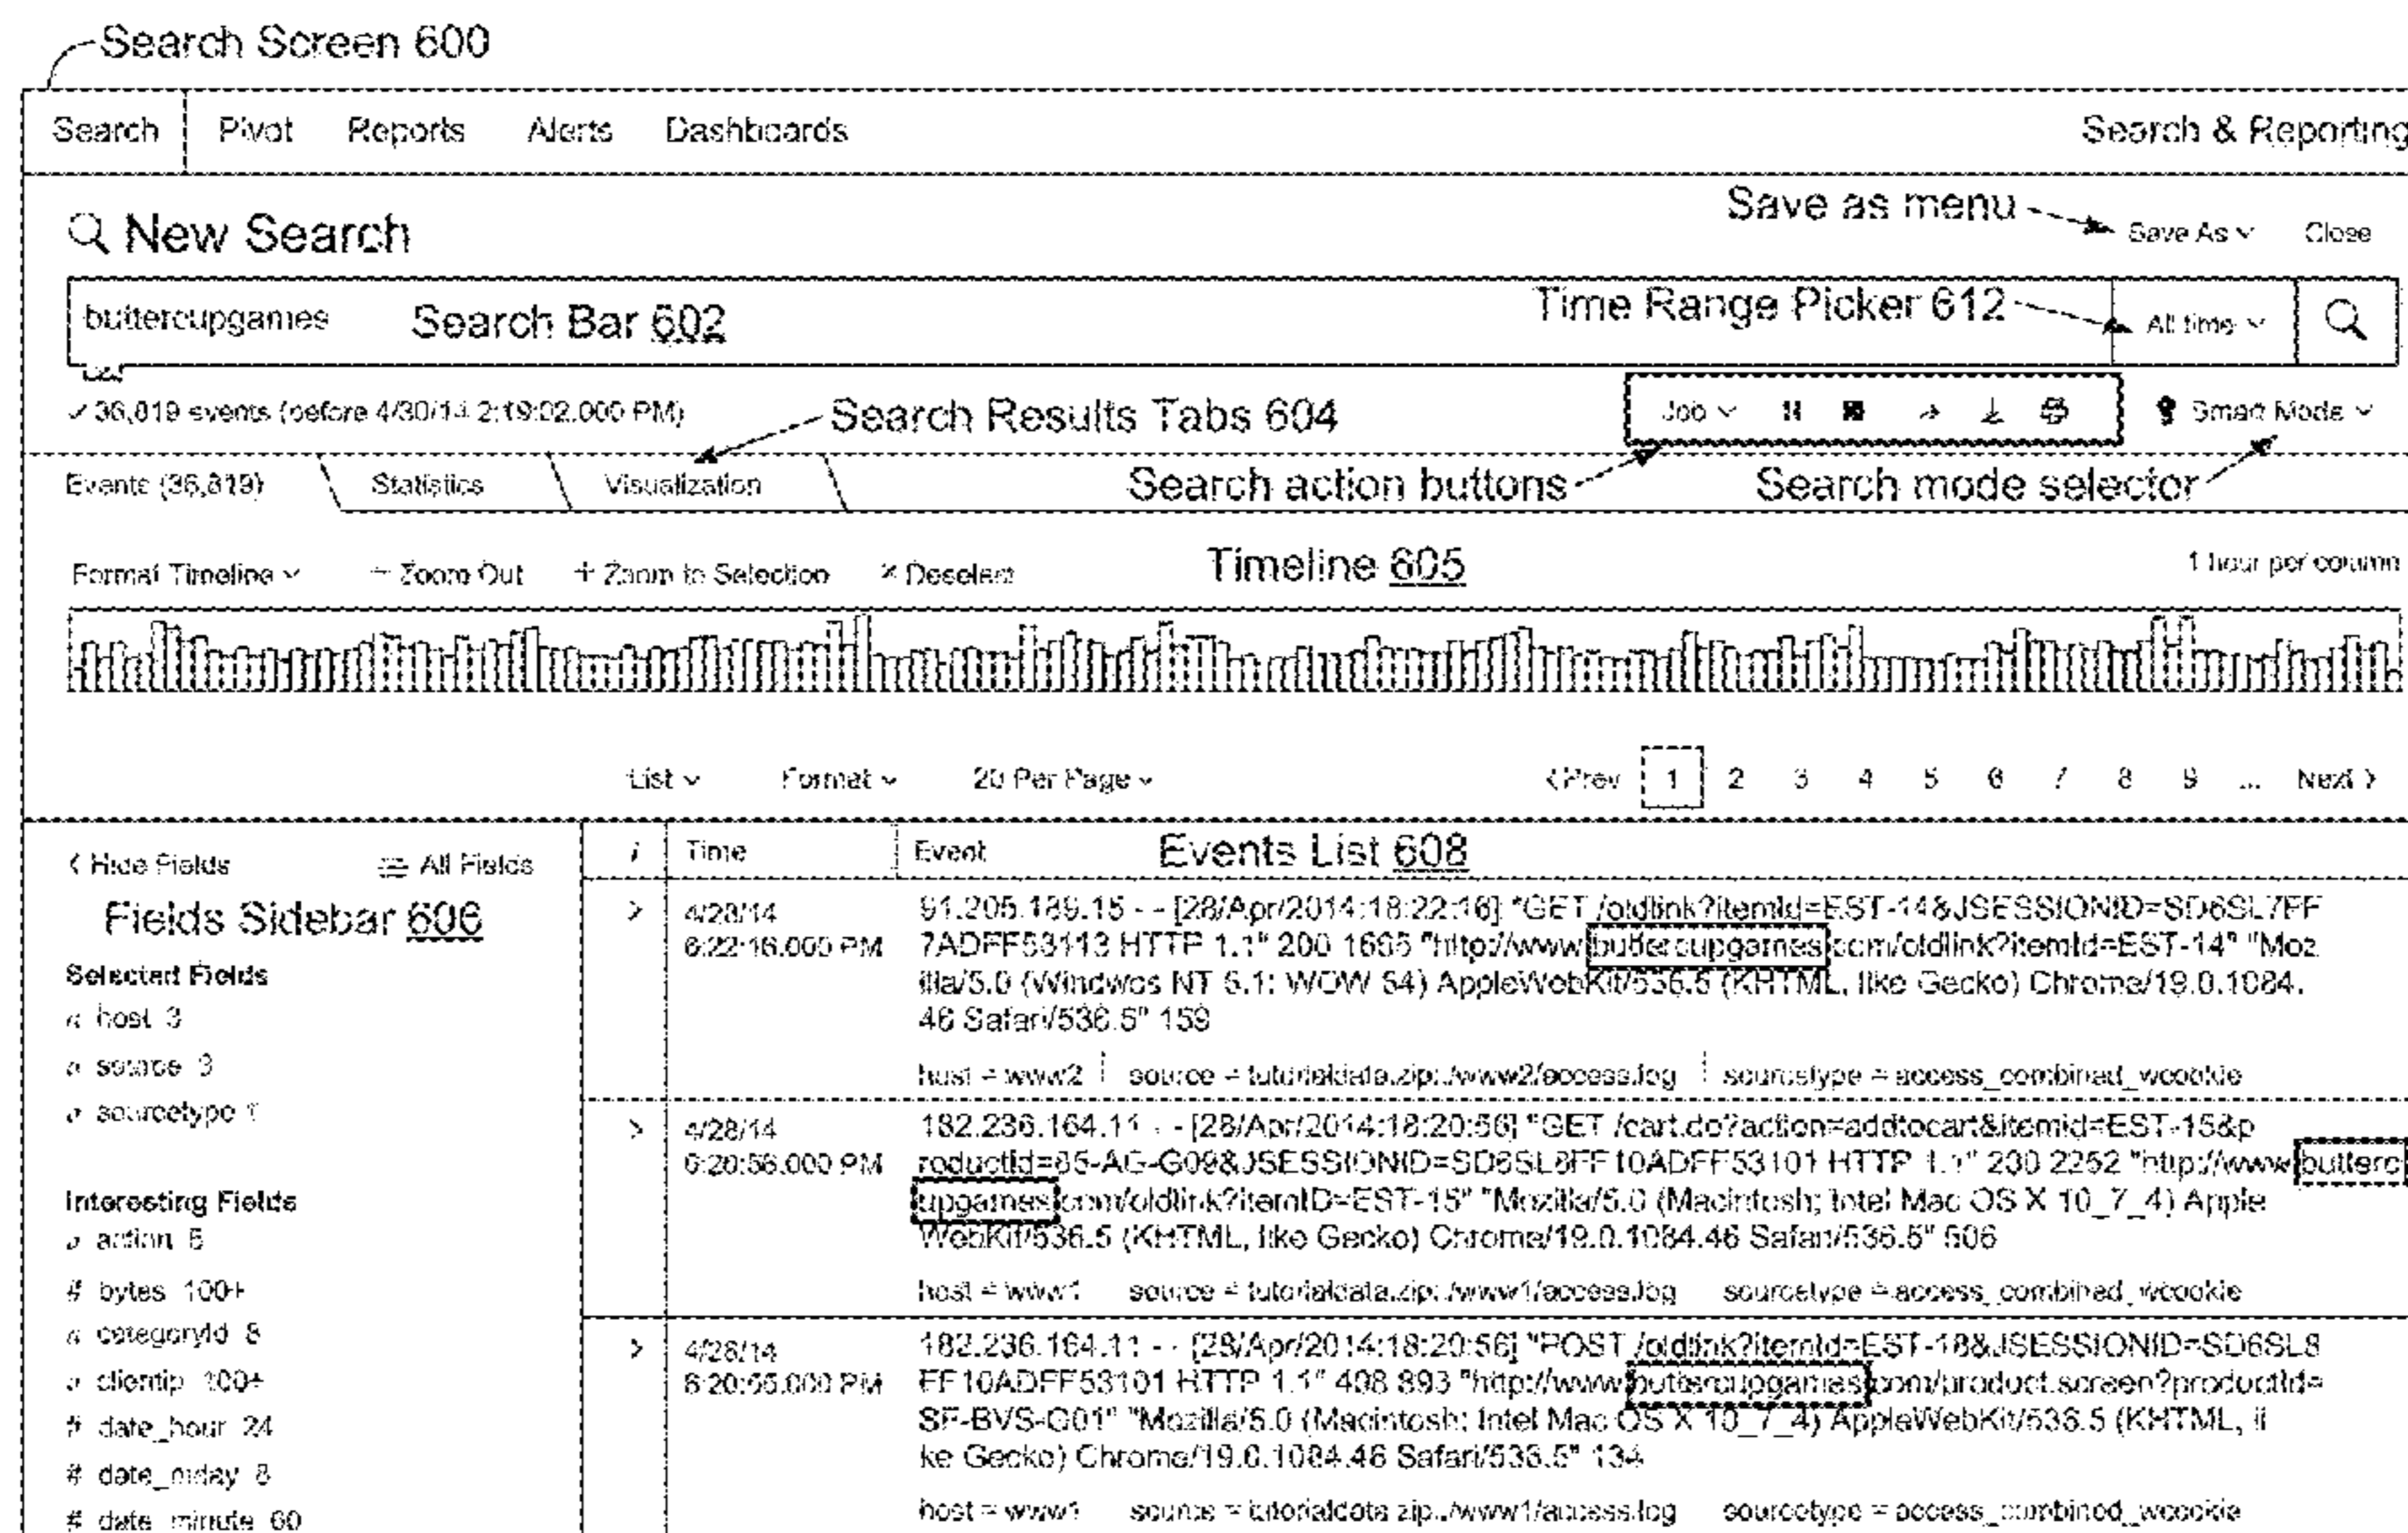 Search Screen 600
Search Pivot Reports Alerts Dashboards Search & Reporting
Save as menu
New Search Save As Close
buttercupgames Search Bar 602 Time Range Picker 612 All time
36,819 events (before 4/30/14 2:19:02.000 PM) Search Results Tabs 604 Job Smart Mode
Events (36,819) Statistics Visualization Search action buttons Search mode selector
Format Timeline – Zoom Out + Zoom to Selection × Deselect Timeline 605 1 hour per column
List Format 20 Per Page < Prev 1 2 3 4 5 6 7 8 9 ... Next >
< Hide Fields All Fields i Time Event Events List 608
Fields Sidebar 606
Selected Fields
a host 3
a source 3
a sourcetype 1
Interesting Fields
a action 5
# bytes 100+
a categoryId 8
a clientip 100+
# date_hour 24
# date_mday 8
# date_minute 60
> 4/28/14 91.205.189.15 - - [28/Apr/2014:18:22:16] "GET /oldlink?itemId=EST-14&JSESSIONID=SD6SL7FF
6:22:16.000 PM 7ADFF53113 HTTP 1.1" 200 1665 "http://www.buttercupgames.com/oldlink?itemId=EST-14" "Moz
illa/5.0 (Windwos NT 6.1: WOW 64) AppleWebKit/536.5 (KHTML, like Gecko) Chrome/19.0.1084.
46 Safari/536.5" 159
host = www2 source = tutorialdata.zip:./www2/access.log sourcetype = access_combined_wcookie
> 4/28/14 182.236.164.11 - - [28/Apr/2014:18:20:56] "GET /cart.do?action=addtocart&itemid=EST-15&p
6:20:56.000 PM roductId=85-AG-G09&JSESSIONID=SD6SL8FF10ADFF53101 HTTP 1.1" 200 2252 "http://www.butterc
upgames.com/oldlink?itemID=EST-15" "Mozilla/5.0 (Macintosh; Intel Mac OS X 10_7_4) Apple
WebKit/536.5 (KHTML, like Gecko) Chrome/19.0.1084.46 Safari/536.5" 506
host = www1 source = tutorialdata.zip:./www1/access.log sourcetype = access_combined_wcookie
> 4/28/14 182.236.164.11 - - [28/Apr/2014:18:20:56] "POST /oldlink?itemId=EST-18&JSESSIONID=SD6SL8
6:20:55.000 PM FF10ADFF53101 HTTP 1.1" 408 893 "http://www.buttercupgames.com/product.screen?productId=
SF-BVS-G01" "Mozilla/5.0 (Macintosh; Intel Mac OS X 10_7_4) AppleWebKit/536.5 (KHTML, li
ke Gecko) Chrome/19.0.1084.46 Safari/536.5" 134
host = www1 source = tutorialdata.zip:./www1/access.log sourcetype = access_combined_wcookie